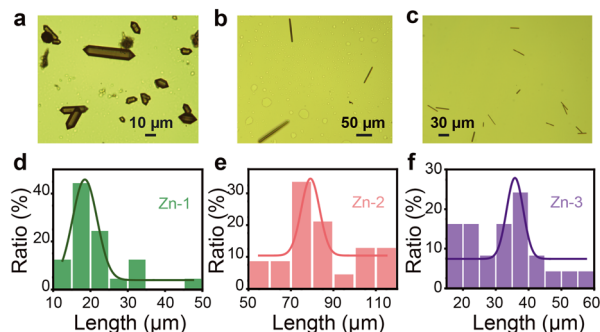 a
b
c
10 µm
50 µm
30 µm
d
e
f
Zn-1
Zn-2
Zn-3
Ratio (%)
40
20
0
10 20 30 40 50
Length (µm)
Ratio (%)
30
20
10
0
50 70 90 110
Length (µm)
Ratio (%)
30
20
10
0
20 30 40 50 60
Length (µm)